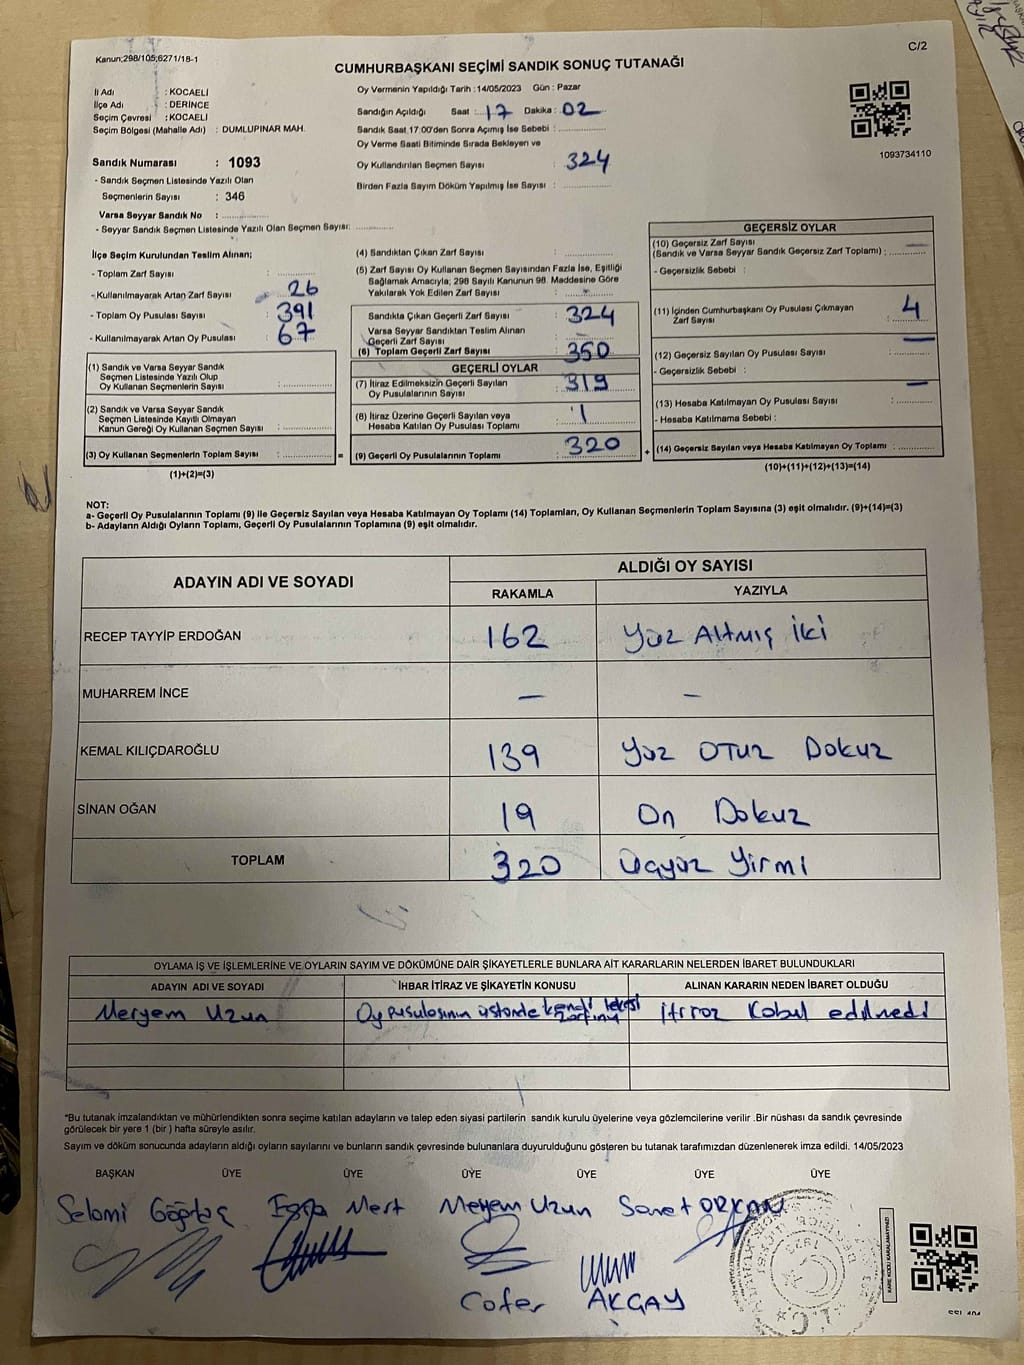 Kanun;298/105;6271/18-1
C/2
CUMHURBAŞKANI SEÇİMİ SANDIK SONUÇ TUTANAĞI
İl Adı : KOCAELİ
İlçe Adı : DERİNCE
Seçim Çevresi : KOCAELİ
Seçim Bölgesi (Mahalle Adı) : DUMLUPINAR MAH.
Sandık Numarası : 1093
- Sandık Seçmen Listesinde Yazılı Olan
Seçmenlerin Sayısı : 346
Varsa Seyyar Sandık No :
- Seyyar Sandık Seçmen Listesinde Yazılı Olan Seçmen Sayısı:
Oy Vermenin Yapıldığı Tarih : 14/05/2023 Gün : Pazar
Sandığın Açıldığı Saat : 17 Dakika : 02
Sandık Saat 17:00'den Sonra Açımış İse Sebebi :
Oy Verme Saati Bitiminde Sırada Bekleyen ve
Oy Kullandırılan Seçmen Sayısı : 324
Birden Fazla Sayım Döküm Yapılmış İse Sayısı :
1093734110
İlçe Seçim Kurulundan Teslim Alınan;
- Toplam Zarf Sayısı :
- Kullanılmayarak Artan Zarf Sayısı : 26
- Toplam Oy Pusulası Sayısı : 391
- Kullanılmayarak Artan Oy Pusulası : 67
(1) Sandık ve Varsa Seyyar Sandık
Seçmen Listesinde Yazılı Olup
Oy Kullanan Seçmenlerin Sayısı :
(2) Sandık ve Varsa Seyyar Sandık
Seçmen Listesinde Kayıtlı Olmayan
Kanun Gereği Oy Kullanan Seçmen Sayısı :
(3) Oy Kullanan Seçmenlerin Toplam Sayısı : =
(1)+(2)=(3)
(4) Sandıktan Çıkan Zarf Sayısı :
(5) Zarf Sayısı Oy Kullanan Seçmen Sayısından Fazla İse, Eşitliği
Sağlamak Amacıyla; 298 Sayılı Kanunun 98. Maddesine Göre
Yakılarak Yok Edilen Zarf Sayısı : -
Sandıkta Çıkan Geçerli Zarf Sayısı : 324
Varsa Seyyar Sandıktan Teslim Alınan
Geçerli Zarf Sayısı :
(6) Toplam Geçerli Zarf Sayısı : 350
GEÇERLİ OYLAR
(7) İtiraz Edilmeksizin Geçerli Sayılan
Oy Pusulalarının Sayısı : 319
(8) İtiraz Üzerine Geçerli Sayılan veya
Hesaba Katılan Oy Pusulası Toplamı : 1
(9) Geçerli Oy Pusulalarının Toplamı : 320 +
GEÇERSİZ OYLAR
(10) Geçersiz Zarf Sayısı
(Sandık ve Varsa Seyyar Sandık Geçersiz Zarf Toplamı) : —
- Geçersizlik Sebebi :
(11) İçinden Cumhurbaşkanı Oy Pusulası Çıkmayan
Zarf Sayısı : 4
(12) Geçersiz Sayılan Oy Pusulası Sayısı : —
- Geçersizlik Sebebi :
(13) Hesaba Katılmayan Oy Pusulası Sayısı : —
- Hesaba Katılmama Sebebi :
(14) Geçersiz Sayılan veya Hesaba Katılmayan Oy Toplamı :
(10)+(11)+(12)+(13)=(14)
NOT:
a- Geçerli Oy Pusulalarının Toplamı (9) ile Geçersiz Sayılan veya Hesaba Katılmayan Oy Toplamı (14) Toplamları, Oy Kullanan Seçmenlerin Toplam Sayısına (3) eşit olmalıdır. (9)+(14)=(3)
b- Adayların Aldığı Oyların Toplamı, Geçerli Oy Pusulalarının Toplamına (9) eşit olmalıdır.
ADAYIN ADI VE SOYADI
ALDIĞI OY SAYISI
RAKAMLA YAZIYLA
RECEP TAYYİP ERDOĞAN 162 Yüz Altmış İki
MUHARREM İNCE — —
KEMAL KILIÇDAROĞLU 139 Yüz OTUZ Dokuz
SİNAN OĞAN 19 On Dokuz
TOPLAM 320 Üçyüz Yirmi
OYLAMA İŞ VE İŞLEMLERİNE VE OYLARIN SAYIM VE DÖKÜMÜNE DAİR ŞİKAYETLERLE BUNLARA AİT KARARLARIN NELERDEN İBARET BULUNDUKLARI
ADAYIN ADI VE SOYADI İHBAR İTİRAZ VE ŞİKAYETİN KONUSU ALINAN KARARIN NEDEN İBARET OLDUĞU
Meryem Uzun Oy pusulasının üstünde kendi lekesi itiraz Kabul edilmedi
*Bu tutanak imzalandıktan ve mühürlendikten sonra seçime katılan adayların ve talep eden siyasi partilerin sandık kurulu üyelerine veya gözlemcilerine verilir .Bir nüshası da sandık çevresinde
görülecek bir yere 1 (bir ) hafta süreyle asılır.
Sayım ve döküm sonucunda adayların aldığı oyların sayılarını ve bunların sandık çevresinde bulunanlara duyurulduğunu gösteren bu tutanak tarafımızdan düzenlenerek imza edildi. 14/05/2023
BAŞKAN ÜYE ÜYE ÜYE ÜYE ÜYE ÜYE
Selami Mert Meryem Uzun
AKGAY
KARE KODU KARALAMAYINIZ!